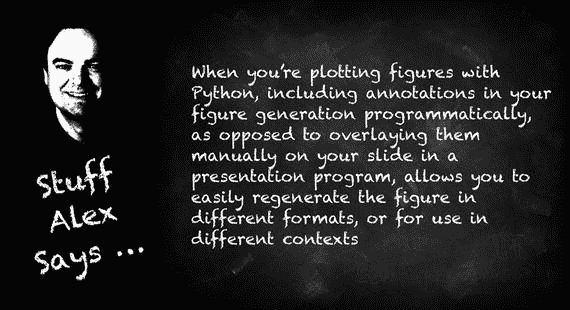 Stuff
Alex
Says ...
When you're plotting figures with
Python, including annotations in your
figure generation programmatically,
as opposed to overlaying them
manually on your slide in a
presentation program, allows you to
easily regenerate the figure in
different formats, or for use in
different contexts